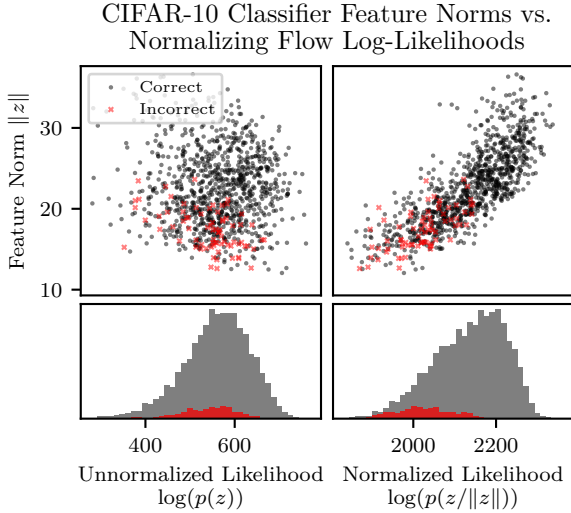 CIFAR-10 Classifier Feature Norms vs.
Normalizing Flow Log-Likelihoods
Correct
Incorrect
Feature Norm ‖z‖
30
20
10
400
600
2000
2200
Unnormalized Likelihood
log(p(z))
Normalized Likelihood
log(p(z/‖z‖))